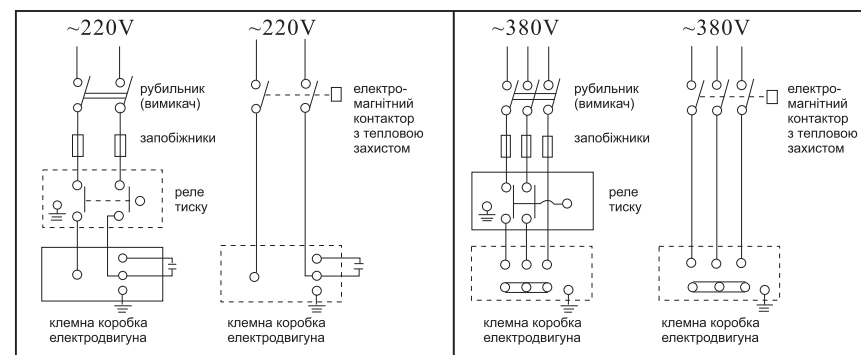 ~220V
рубильник
(вимикач)
запобіжники
реле
тиску
клемна коробка
електродвигуна
~220V
електро-
магнітний
контактор
з тепловою
захистом
клемна коробка
електродвигуна
~380V
рубильник
(вимикач)
запобіжники
реле
тиску
клемна коробка
електродвигуна
~380V
електро-
магнітний
контактор
з тепловою
захистом
клемна коробка
електродвигуна